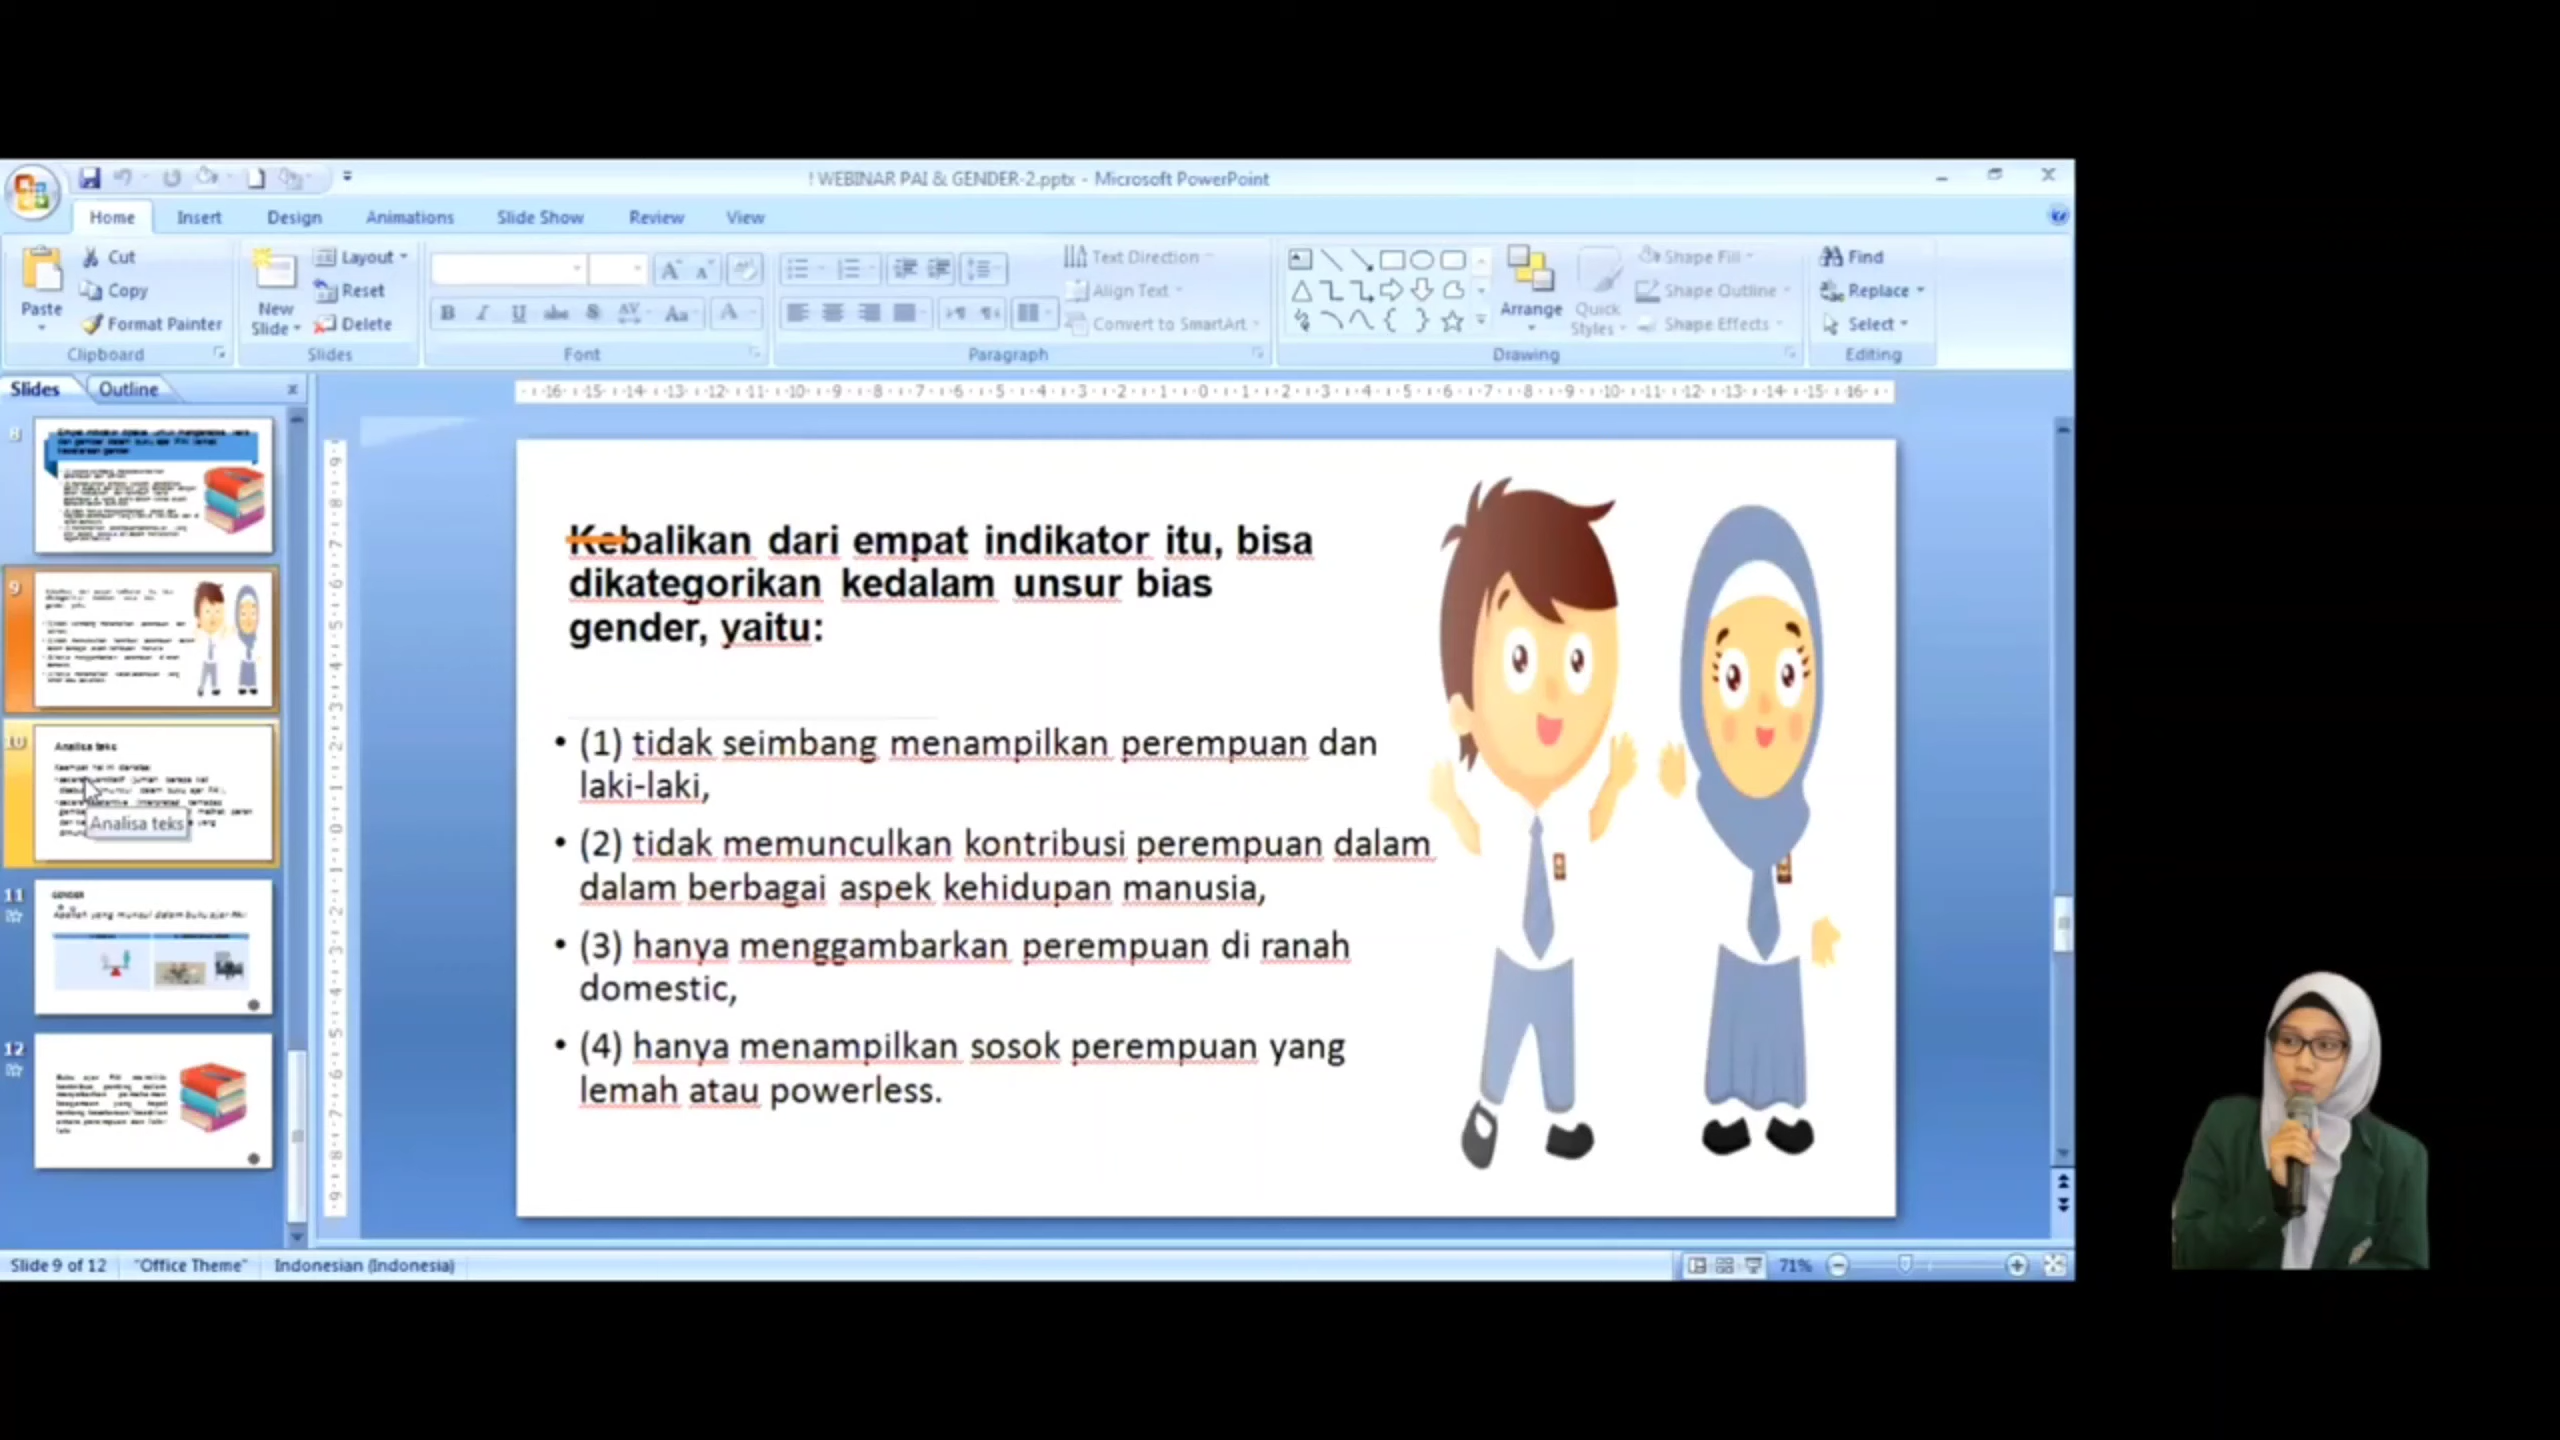 ! WEBINAR PAI & GENDER-2.pptx - Microsoft PowerPoint
Home Insert Design Animations Slide Show Review View
Paste
Cut
Copy
Format Painter
Clipboard
New
Slide
Layout
Reset
Delete
Slides
Font
Text Direction
Align Text
Convert to SmartArt
Paragraph
Arrange
Quick
Styles
Shape Fill
Shape Outline
Shape Effects
Drawing
Find
Replace
Select
Editing
Slides Outline
8
9
10
Analisa teks
Analisa teks
11
GENDER
12
Kebalikan dari empat indikator itu, bisa
dikategorikan kedalam unsur bias
gender, yaitu:
• (1) tidak seimbang menampilkan perempuan dan
laki-laki,
• (2) tidak memunculkan kontribusi perempuan dalam
dalam berbagai aspek kehidupan manusia,
• (3) hanya menggambarkan perempuan di ranah
domestic,
• (4) hanya menampilkan sosok perempuan yang
lemah atau powerless.
Slide 9 of 12 "Office Theme" Indonesian (Indonesia) 71%